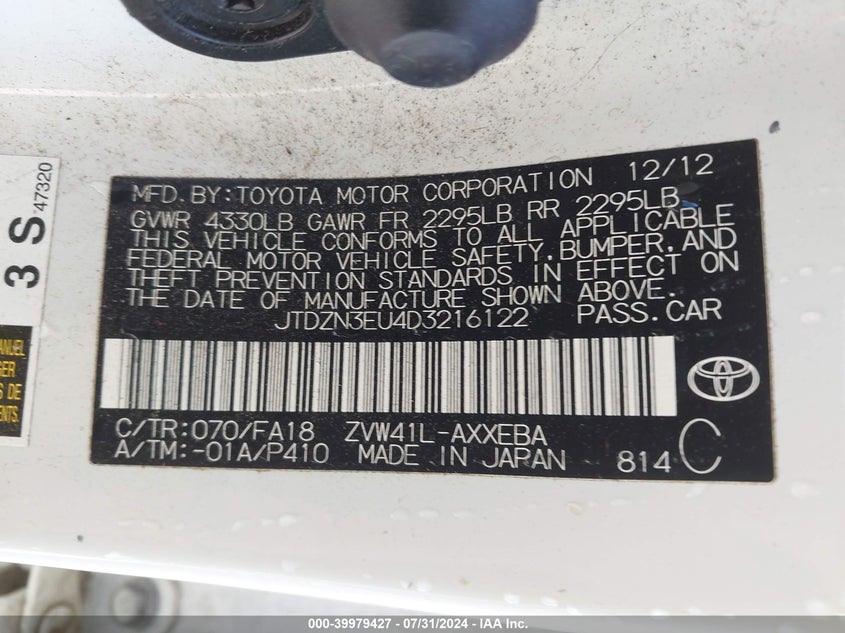 MFD. BY: TOYOTA MOTOR CORPORATION 12/12
GVWR 4330LB GAWR FR 2295LB RR 2295LB
THIS VEHICLE CONFORMS TO ALL APPLICABLE
FEDERAL MOTOR VEHICLE SAFETY, BUMPER, AND
THEFT PREVENTION STANDARDS IN EFFECT ON
THE DATE OF MANUFACTURE SHOWN ABOVE.
JTDZN3EU4D3216122 PASS. CAR
C/TR: 070/FA18 ZVW41L-AXXEBA
A/TM: -01A/P410 MADE IN JAPAN 814 C
3 S 47320
MANUEL
S DE
000-39979427 - 07/31/2024 - IAA Inc.